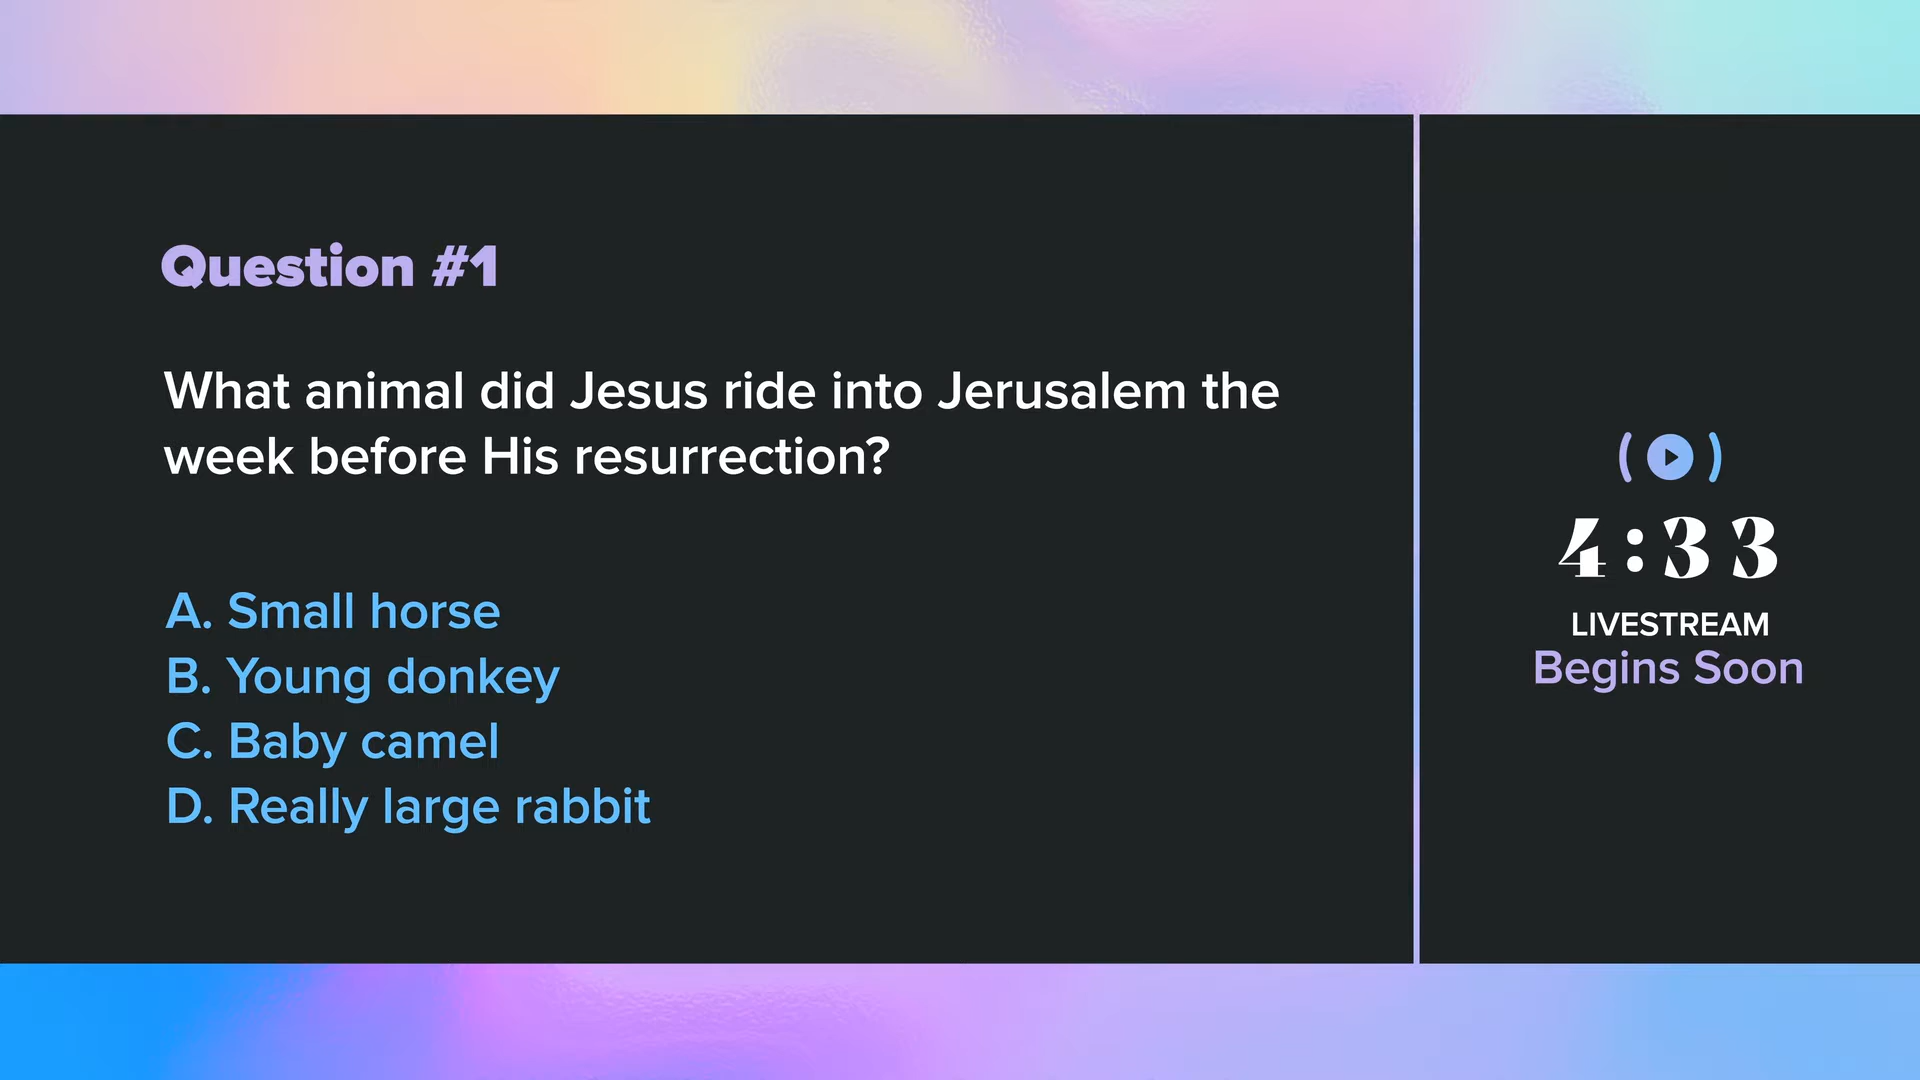 Question #1
What animal did Jesus ride into Jerusalem the
week before His resurrection?
A. Small horse
B. Young donkey
C. Baby camel
D. Really large rabbit
4:33
LIVESTREAM
Begins Soon